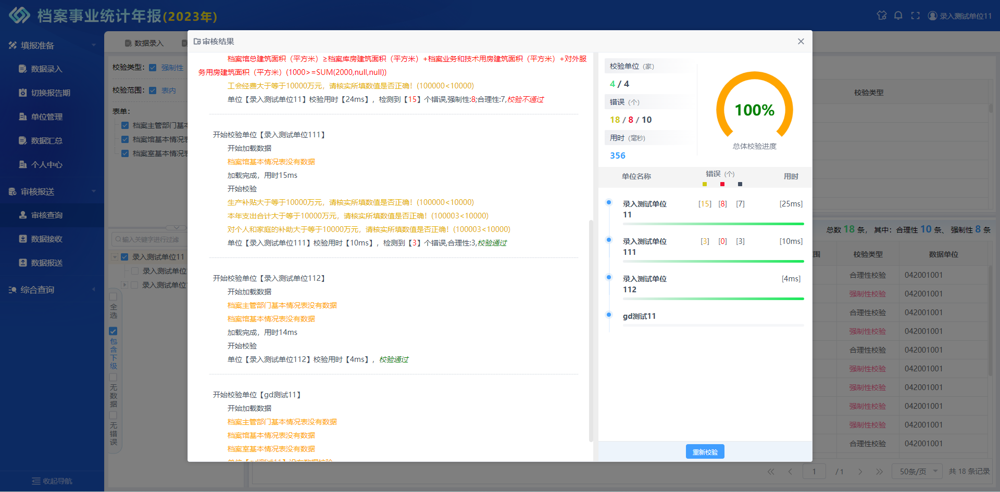 档案事业统计年报(2023年)
录入测试单位11
填报准备
数据录入
切换报告期
单位管理
数据汇总
个人中心
审核报送
审核查询
数据接收
数据报送
综合查询
收起导航
数据录入
校验类型：
强制性
校验范围：
表内
表单：
档案主管部门基本
档案馆基本情况表
档案室基本情况表
输入关键字进行过滤
录入测试单位11
录入测试单位
录入测试单位
全选
包含下级
无数据
无错误
审核结果
档案馆总建筑面积（平方米）≥档案库房建筑面积（平方米）+档案业务和技术用房建筑面积（平方米）+对外服
务用房建筑面积（平方米）(1000>=SUM(2000,null,null))
工会经费大于等于10000万元，请核实所填数值是否正确！(100000<10000)
单位【录入测试单位11】校验用时【24ms】，检测到【15】个错误,强制性:8;合理性:7,校验不通过
开始校验单位【录入测试单位111】
开始加载数据
档案馆基本情况表没有数据
加载完成，用时15ms
开始校验
生产补贴大于等于10000万元，请核实所填数值是否正确！(100000<10000)
本年支出合计大于等于10000万元，请核实所填数值是否正确！(100003<10000)
对个人和家庭的补助大于等于10000万元，请核实所填数值是否正确！(100003<10000)
单位【录入测试单位111】校验用时【10ms】，检测到【3】个错误,合理性:3,校验通过
开始校验单位【录入测试单位112】
开始加载数据
档案主管部门基本情况表没有数据
档案馆基本情况表没有数据
加载完成，用时14ms
开始校验
单位【录入测试单位112】校验用时【4ms】，校验通过
开始校验单位【gd测试11】
开始加载数据
档案主管部门基本情况表没有数据
档案馆基本情况表没有数据
档案室基本情况表没有数据
单位【gd测试11】没有数据校验
校验单位（家）
4 / 4
错误（个）
18 / 8 / 10
用时（毫秒）
356
100%
总体校验进度
单位名称 错误（个） 用时
录入测试单位11 [15] [8] [7] [25ms]
录入测试单位111 [3] [0] [3] [10ms]
录入测试单位112 [4ms]
gd测试11
重新校验
校验类型
总数 18 条， 其中：合理性 10 条、 强制性 8 条
围 校验类型 数据单位
合理性校验 042001001
强制性校验 042001001
合理性校验 042001001
强制性校验 042001001
合理性校验 042001001
强制性校验 042001001
强制性校验 042001001
强制性校验 042001001
强制性校验 042001001
合理性校验 042001001
1 / 1 50条/页 共 18 条记录